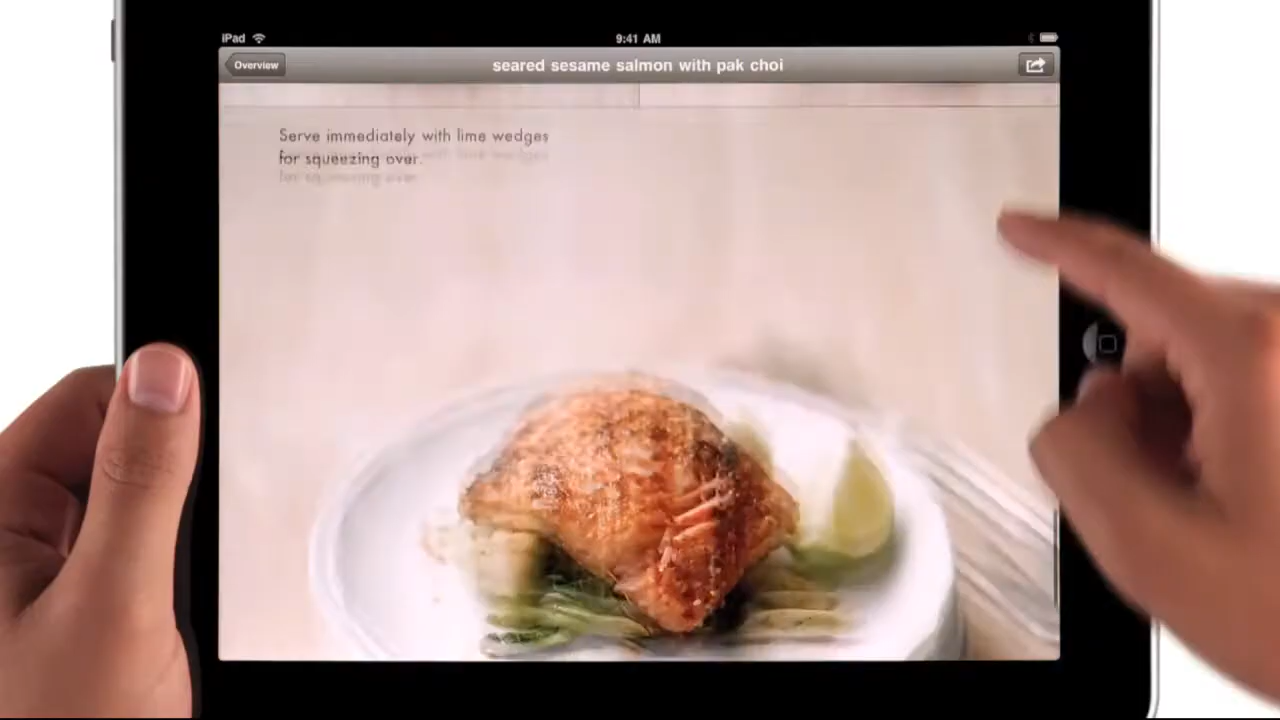 iPad
9:41 AM
Overview
seared sesame salmon with pak choi
Serve immediately with lime wedges
for squeezing over.